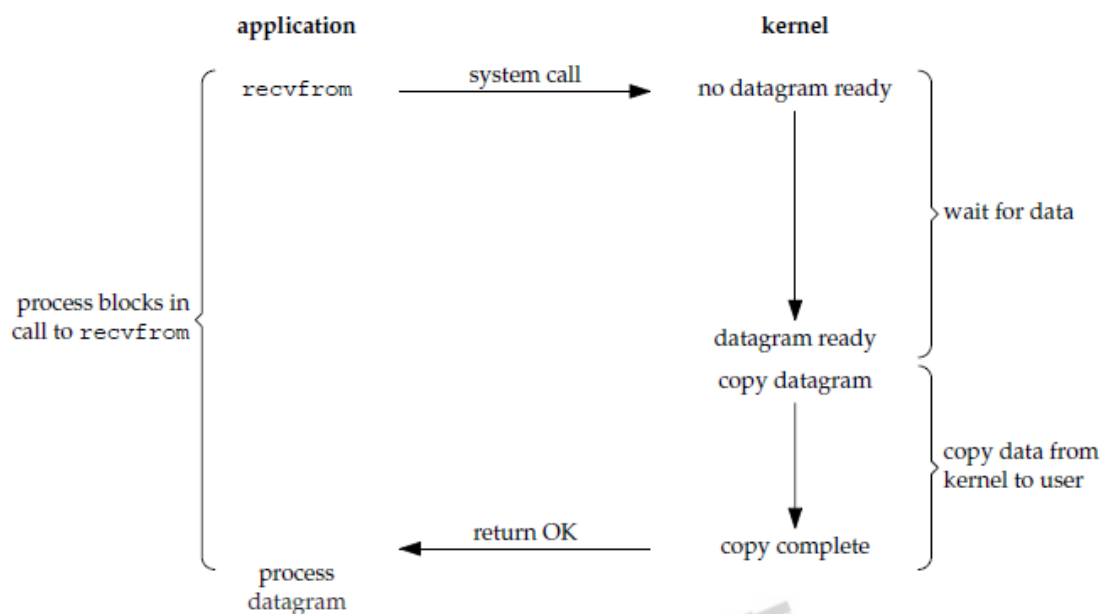 application
kernel
recvfrom
system call
no datagram ready
wait for data
process blocks in
call to recvfrom
datagram ready
copy datagram
copy data from
kernel to user
return OK
copy complete
process
datagram